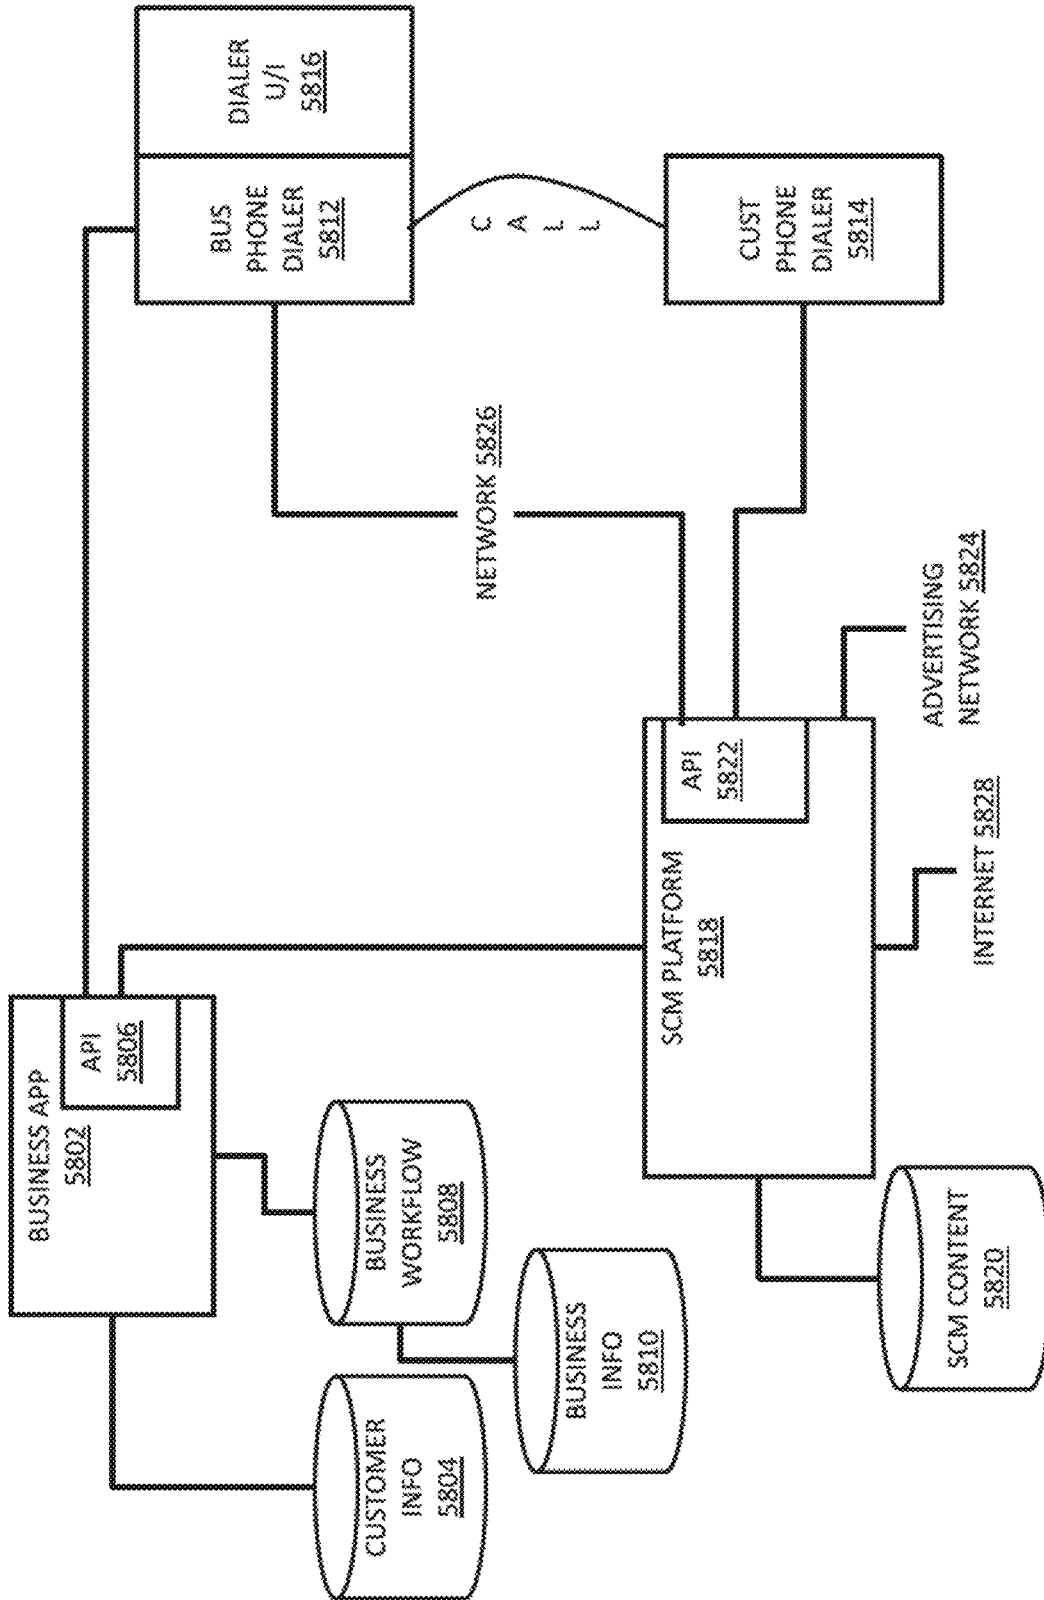 BUSINESS APP
5802
API
5806
CUSTOMER
INFO
5804
BUSINESS
WORKFLOW
5808
BUSINESS
INFO
5810
BUS
PHONE
DIALER
5812
DIALER
U/I
5816
C
A
L
L
CUST
PHONE
DIALER
5814
NETWORK 5826
SCM PLATFORM
5818
API
5822
SCM CONTENT
5820
INTERNET 5828
ADVERTISING
NETWORK 5824